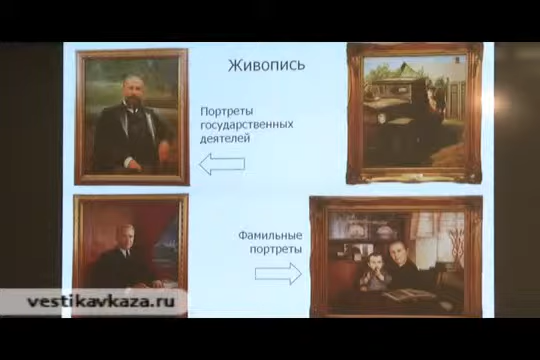 Живопись
Портреты
государственных
деятелей
Фамильные
портреты
vestikavkaza.ru